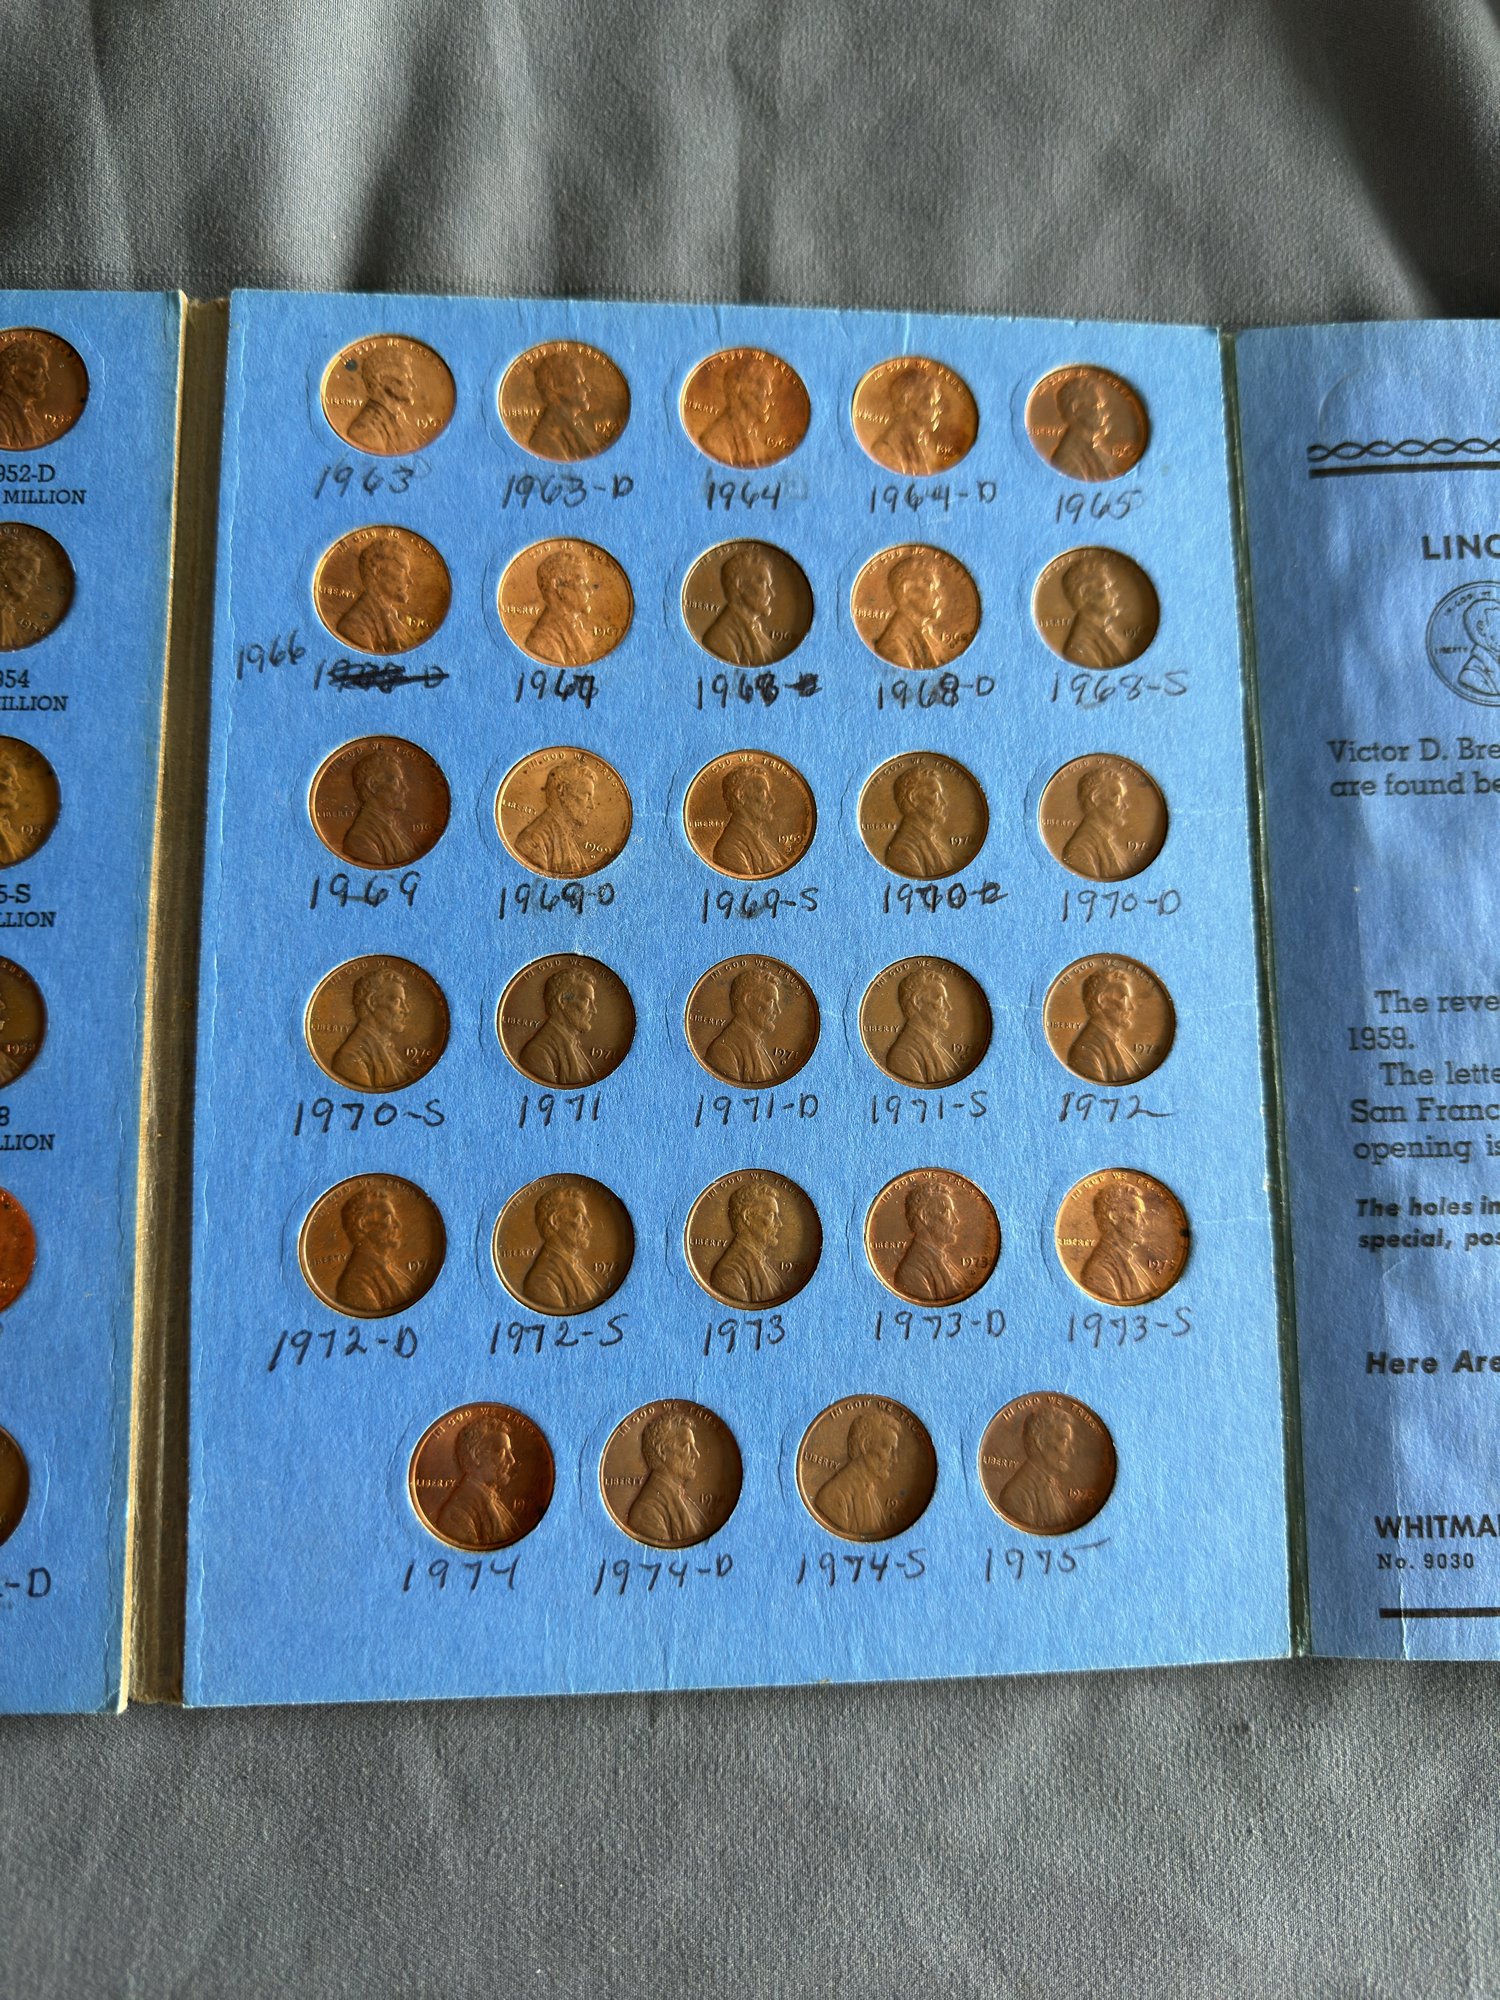 952-D
MILLION
954
ILLION
5-S
LLION
8
LLION
-D
1963 1963-D 1964 1964-D 1965
1966 1967 1968 1968-D 1968-S
1969 1969-D 1969-S 1970 1970-D
1970-S 1971 1971-D 1971-S 1972
1972-D 1972-S 1973 1973-D 1973-S
1974 1974-D 1974-S 1975
LINC
Victor D. Bre
are found be
The reve
1959.
The lette
San Franc
opening is
The holes in
special, pos
Here Are
WHITMA
No. 9030